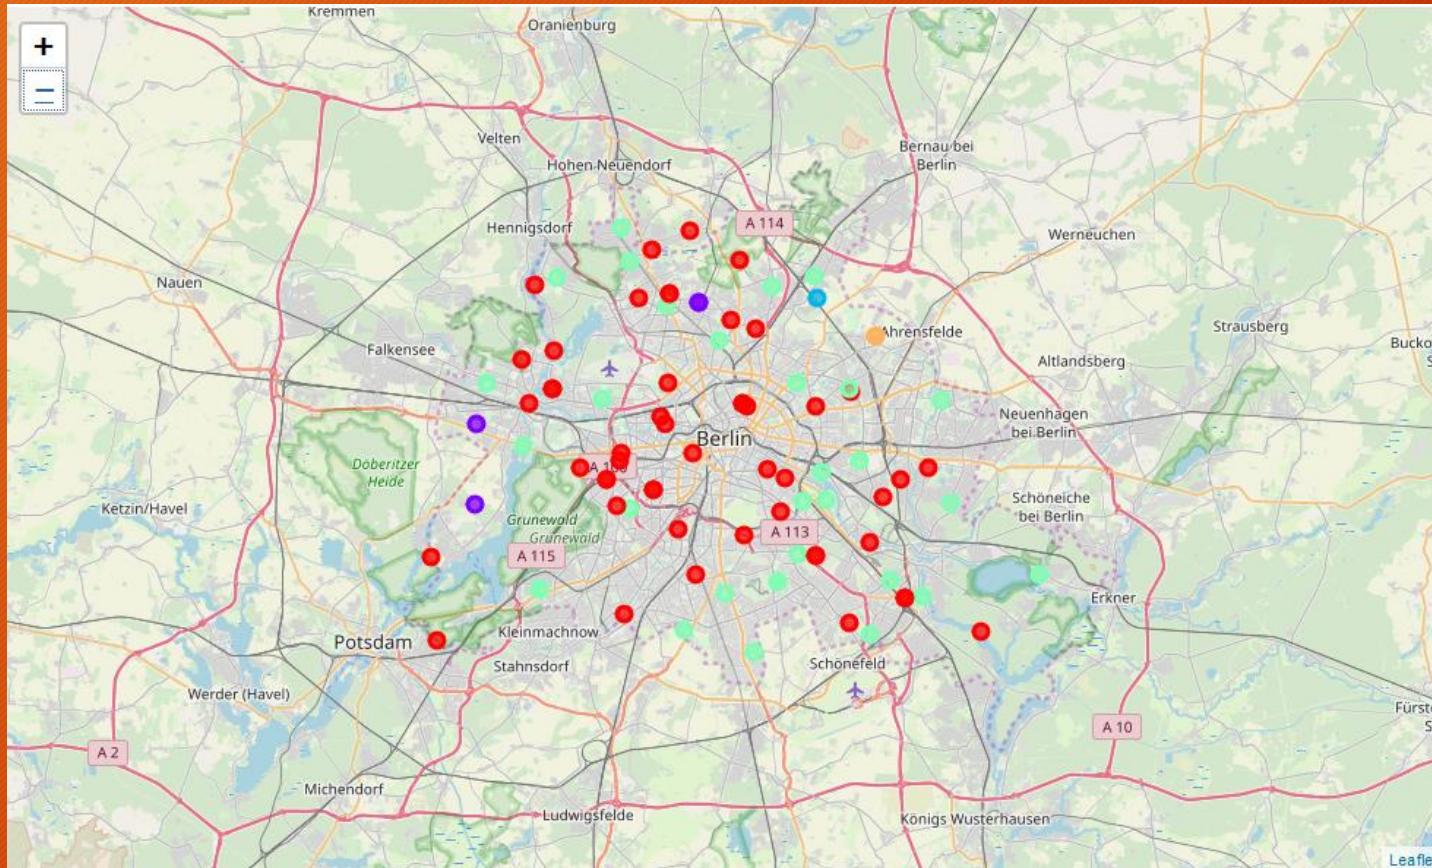 Kremmen
Oranienburg
+
−
Velten
Hohen Neuendorf
Bernau bei
Berlin
Hennigsdorf
A 114
Werneuchen
Nauen
Ahrensfelde
Strausberg
Falkensee
Altlandsberg
Neuenhagen
bei Berlin
Berlin
Döberitzer
Heide
Ketzin/Havel
Schöneiche
bei Berlin
Grunewald
Grunewald
A 113
A 115
Erkner
Potsdam
Kleinmachnow
Stahnsdorf
Schönefeld
Werder (Havel)
A 2
A 10
Michendorf
Ludwigsfelde
Königs Wusterhausen